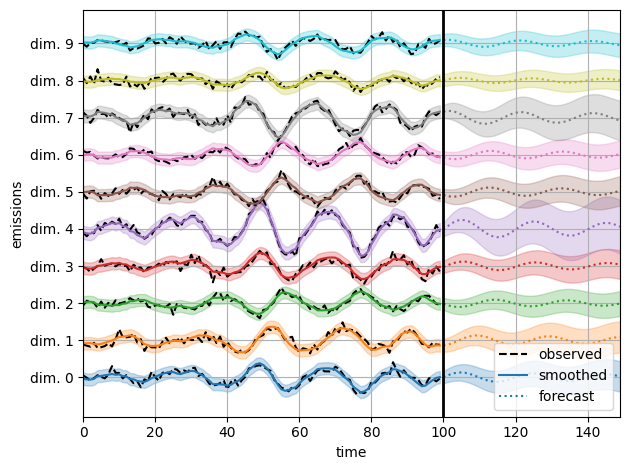 dim. 9
dim. 8
dim. 7
dim. 6
dim. 5
dim. 4
dim. 3
dim. 2
dim. 1
dim. 0
emissions
observed
smoothed
forecast
0 20 40 60 80 100 120 140
time